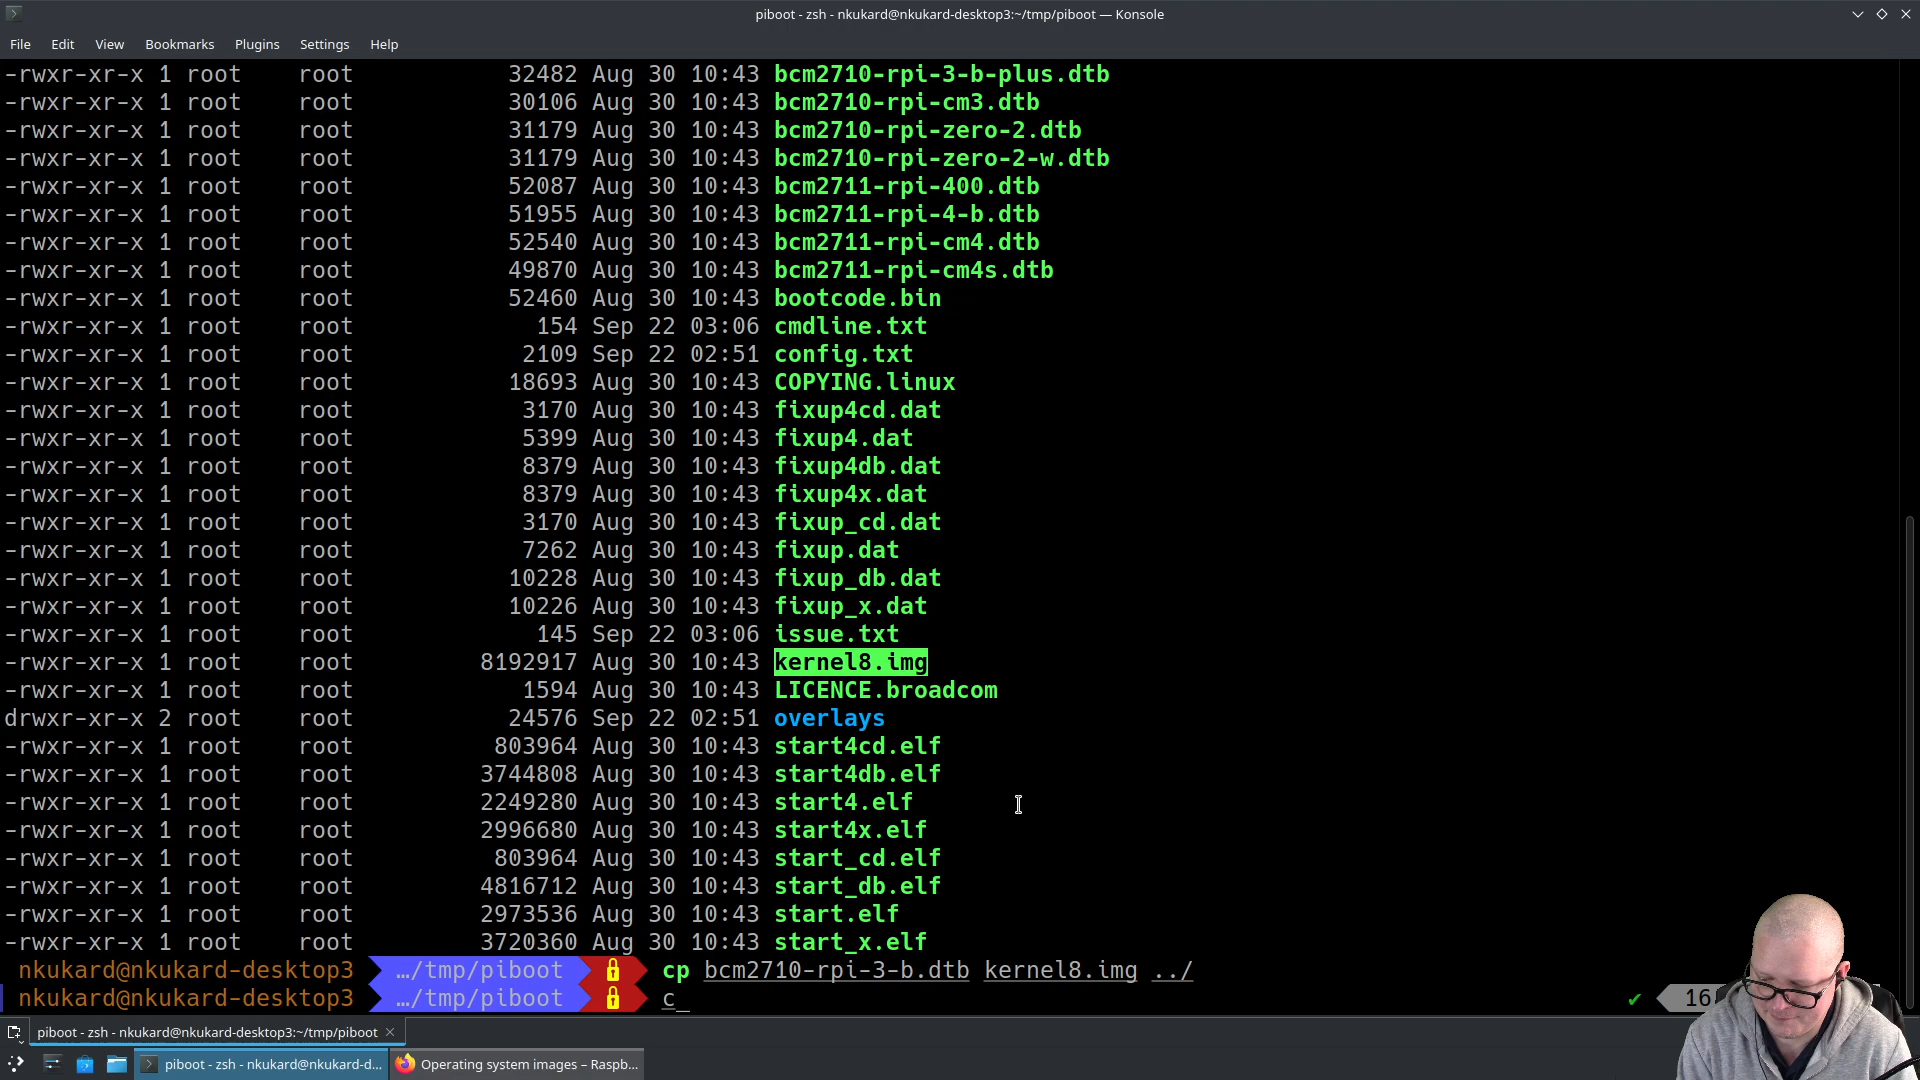 piboot - zsh - nkukard@nkukard-desktop3:~/tmp/piboot — Konsole
File Edit View Bookmarks Plugins Settings Help
-rwxr-xr-x 1 root root 32482 Aug 30 10:43 bcm2710-rpi-3-b-plus.dtb
-rwxr-xr-x 1 root root 30106 Aug 30 10:43 bcm2710-rpi-cm3.dtb
-rwxr-xr-x 1 root root 31179 Aug 30 10:43 bcm2710-rpi-zero-2.dtb
-rwxr-xr-x 1 root root 31179 Aug 30 10:43 bcm2710-rpi-zero-2-w.dtb
-rwxr-xr-x 1 root root 52087 Aug 30 10:43 bcm2711-rpi-400.dtb
-rwxr-xr-x 1 root root 51955 Aug 30 10:43 bcm2711-rpi-4-b.dtb
-rwxr-xr-x 1 root root 52540 Aug 30 10:43 bcm2711-rpi-cm4.dtb
-rwxr-xr-x 1 root root 49870 Aug 30 10:43 bcm2711-rpi-cm4s.dtb
-rwxr-xr-x 1 root root 52460 Aug 30 10:43 bootcode.bin
-rwxr-xr-x 1 root root 154 Sep 22 03:06 cmdline.txt
-rwxr-xr-x 1 root root 2109 Sep 22 02:51 config.txt
-rwxr-xr-x 1 root root 18693 Aug 30 10:43 COPYING.linux
-rwxr-xr-x 1 root root 3170 Aug 30 10:43 fixup4cd.dat
-rwxr-xr-x 1 root root 5399 Aug 30 10:43 fixup4.dat
-rwxr-xr-x 1 root root 8379 Aug 30 10:43 fixup4db.dat
-rwxr-xr-x 1 root root 8379 Aug 30 10:43 fixup4x.dat
-rwxr-xr-x 1 root root 3170 Aug 30 10:43 fixup_cd.dat
-rwxr-xr-x 1 root root 7262 Aug 30 10:43 fixup.dat
-rwxr-xr-x 1 root root 10228 Aug 30 10:43 fixup_db.dat
-rwxr-xr-x 1 root root 10226 Aug 30 10:43 fixup_x.dat
-rwxr-xr-x 1 root root 145 Sep 22 03:06 issue.txt
-rwxr-xr-x 1 root root 8192917 Aug 30 10:43 kernel8.img
-rwxr-xr-x 1 root root 1594 Aug 30 10:43 LICENCE.broadcom
drwxr-xr-x 2 root root 24576 Sep 22 02:51 overlays
-rwxr-xr-x 1 root root 803964 Aug 30 10:43 start4cd.elf
-rwxr-xr-x 1 root root 3744808 Aug 30 10:43 start4db.elf
-rwxr-xr-x 1 root root 2249280 Aug 30 10:43 start4.elf
-rwxr-xr-x 1 root root 2996680 Aug 30 10:43 start4x.elf
-rwxr-xr-x 1 root root 803964 Aug 30 10:43 start_cd.elf
-rwxr-xr-x 1 root root 4816712 Aug 30 10:43 start_db.elf
-rwxr-xr-x 1 root root 2973536 Aug 30 10:43 start.elf
-rwxr-xr-x 1 root root 3720360 Aug 30 10:43 start_x.elf
nkukard@nkukard-desktop3 …/tmp/piboot cp bcm2710-rpi-3-b.dtb kernel8.img ../
nkukard@nkukard-desktop3 …/tmp/piboot c_ ✔ 16
piboot - zsh - nkukard@nkukard-desktop3:~/tmp/piboot
piboot - zsh - nkukard@nkukard-d... Operating system images – Raspb...